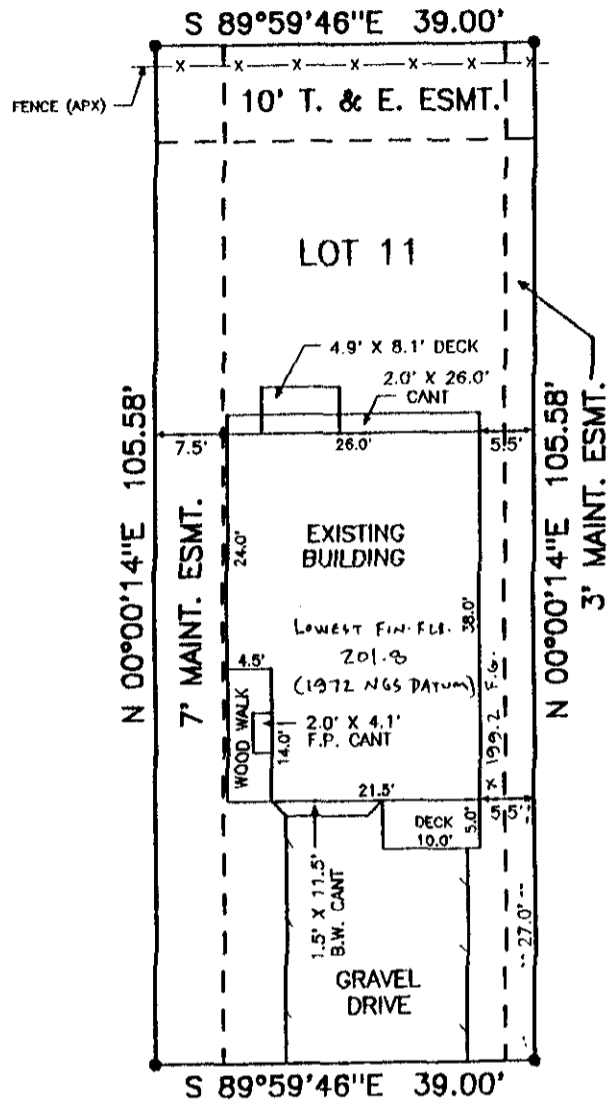 S 89°59'46"E 39.00'
x x x x x x x
FENCE (APX)
10' T. & E. ESMT.
LOT 11
4.9' X 8.1' DECK
2.0' X 26.0'
CANT
7.5'
26.0'
5.5'
N 00°00'14"E 105.58'
7' MAINT. ESMT.
24.0'
EXISTING
BUILDING
38.0'
LOWEST FIN. FLR.
201.8
(1972 NGS DATUM)
X 199.2 F.G.
N 00°00'14"E 105.58'
3' MAINT. ESMT.
4.5'
WOOD WALK
2.0' X 4.1'
F.P. CANT
14.0'
21.5'
5.5'
DECK
10.0'
5.0'
1.5' X 11.5'
B.W. CANT
27.0'
GRAVEL
DRIVE
S 89°59'46"E 39.00'